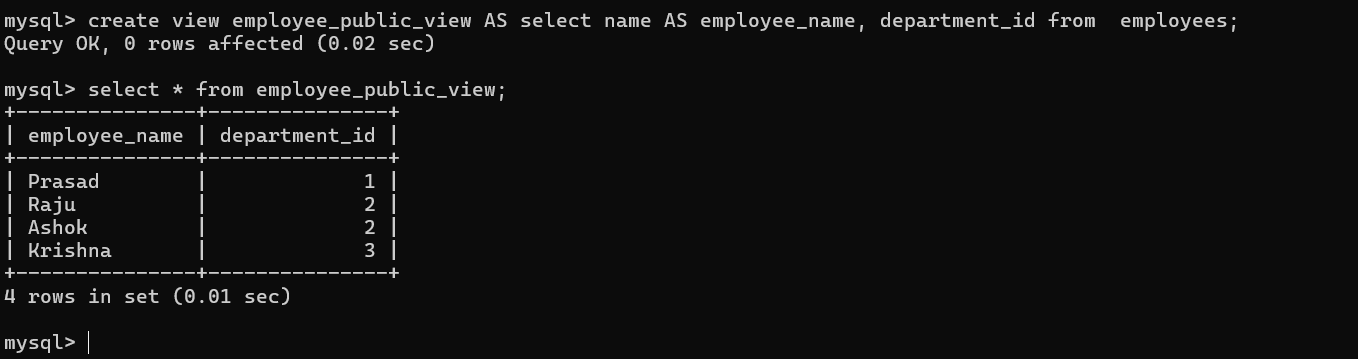 mysql> create view employee_public_view AS select name AS employee_name, department_id from  employees;
Query OK, 0 rows affected (0.02 sec)

mysql> select * from employee_public_view;
+---------------+---------------+
| employee_name | department_id |
+---------------+---------------+
| Prasad        |             1 |
| Raju          |             2 |
| Ashok         |             2 |
| Krishna       |             3 |
+---------------+---------------+
4 rows in set (0.01 sec)

mysql>